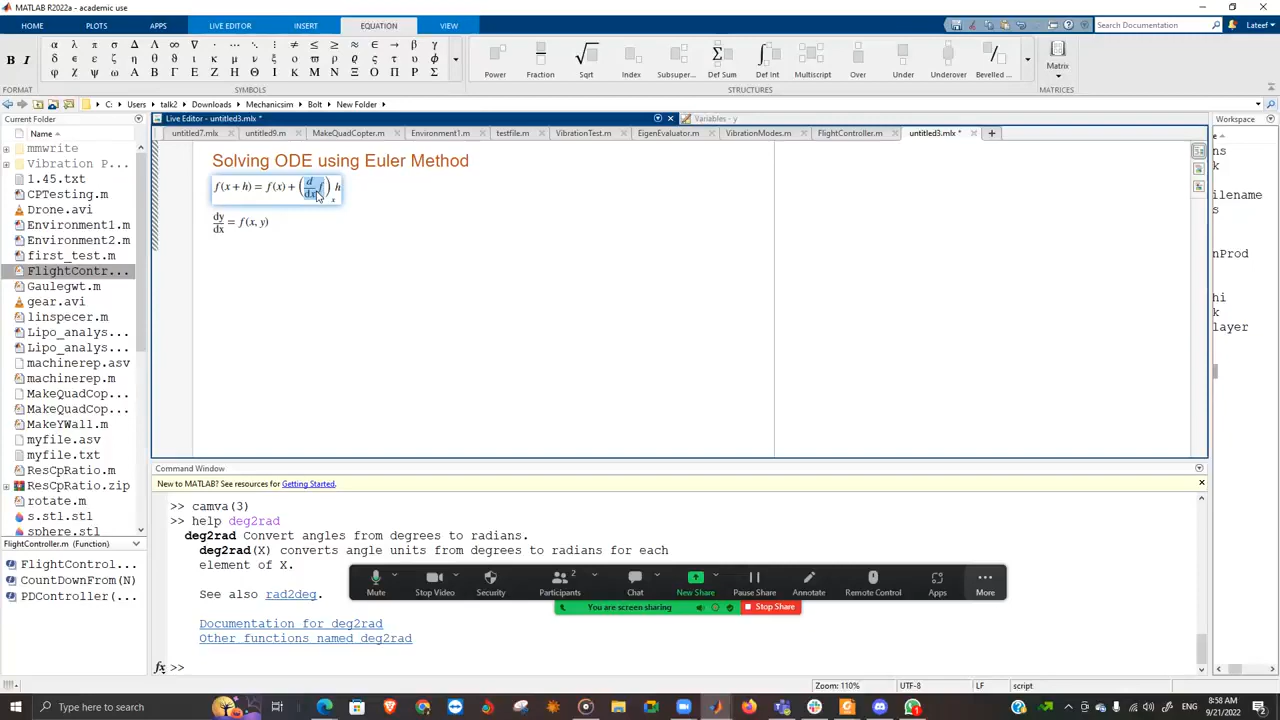 MATLAB R2022a - academic use
HOME PLOTS APPS LIVE EDITOR INSERT EQUATION VIEW
Search Documentation
Lateef
B I
Power Fraction Sqrt Index Subsuper... Def Sum Def Int Multiscript Over Under Underover Bevelled ... Matrix
FORMAT SYMBOLS STRUCTURES MATRICES
C: Users talk2 Downloads Mechanicsim Bolt New Folder
Current Folder
Live Editor - untitled3.mlx *
Variables - y
Workspace
Name
untitled7.mlx untitled9.m MakeQuadCopter.m Environment1.m testfile.m VibrationTest.m EigenEvaluator.m VibrationModes.m FlightController.m untitled3.mlx *
mmwrite
Vibration P...
1.45.txt
CPTesting.m
Drone.avi
Environment1.m
Environment2.m
first_test.m
FlightContr...
Gaulegwt.m
gear.avi
linspecer.m
Lipo_analys...
Lipo_analys...
machinerep.asv
machinerep.m
MakeQuadCop...
MakeQuadCop...
MakeYWall.m
myfile.asv
myfile.txt
ResCpRatio.m
ResCpRatio.zip
rotate.m
s.stl.stl
sphere.stl
Solving ODE using Euler Method
f(x + h) = f(x) + (d/dx f)x h
dy/dx = f(x, y)
ns
k
ilename
s
nProd
hi
k
layer
Command Window
New to MATLAB? See resources for Getting Started.
>> camva(3)
>> help deg2rad
deg2rad Convert angles from degrees to radians.
deg2rad(X) converts angle units from degrees to radians for each
element of X.
See also rad2deg.
Documentation for deg2rad
Other functions named deg2rad
fx >>
FlightController.m (Function)
FlightControl...
CountDownFrom(N)
PDController(...
Mute Stop Video Security Participants 2 Chat New Share Pause Share Annotate Remote Control Apps More
You are screen sharing Stop Share
Zoom: 110% UTF-8 LF script
Type here to search
8:58 AM
9/21/2022